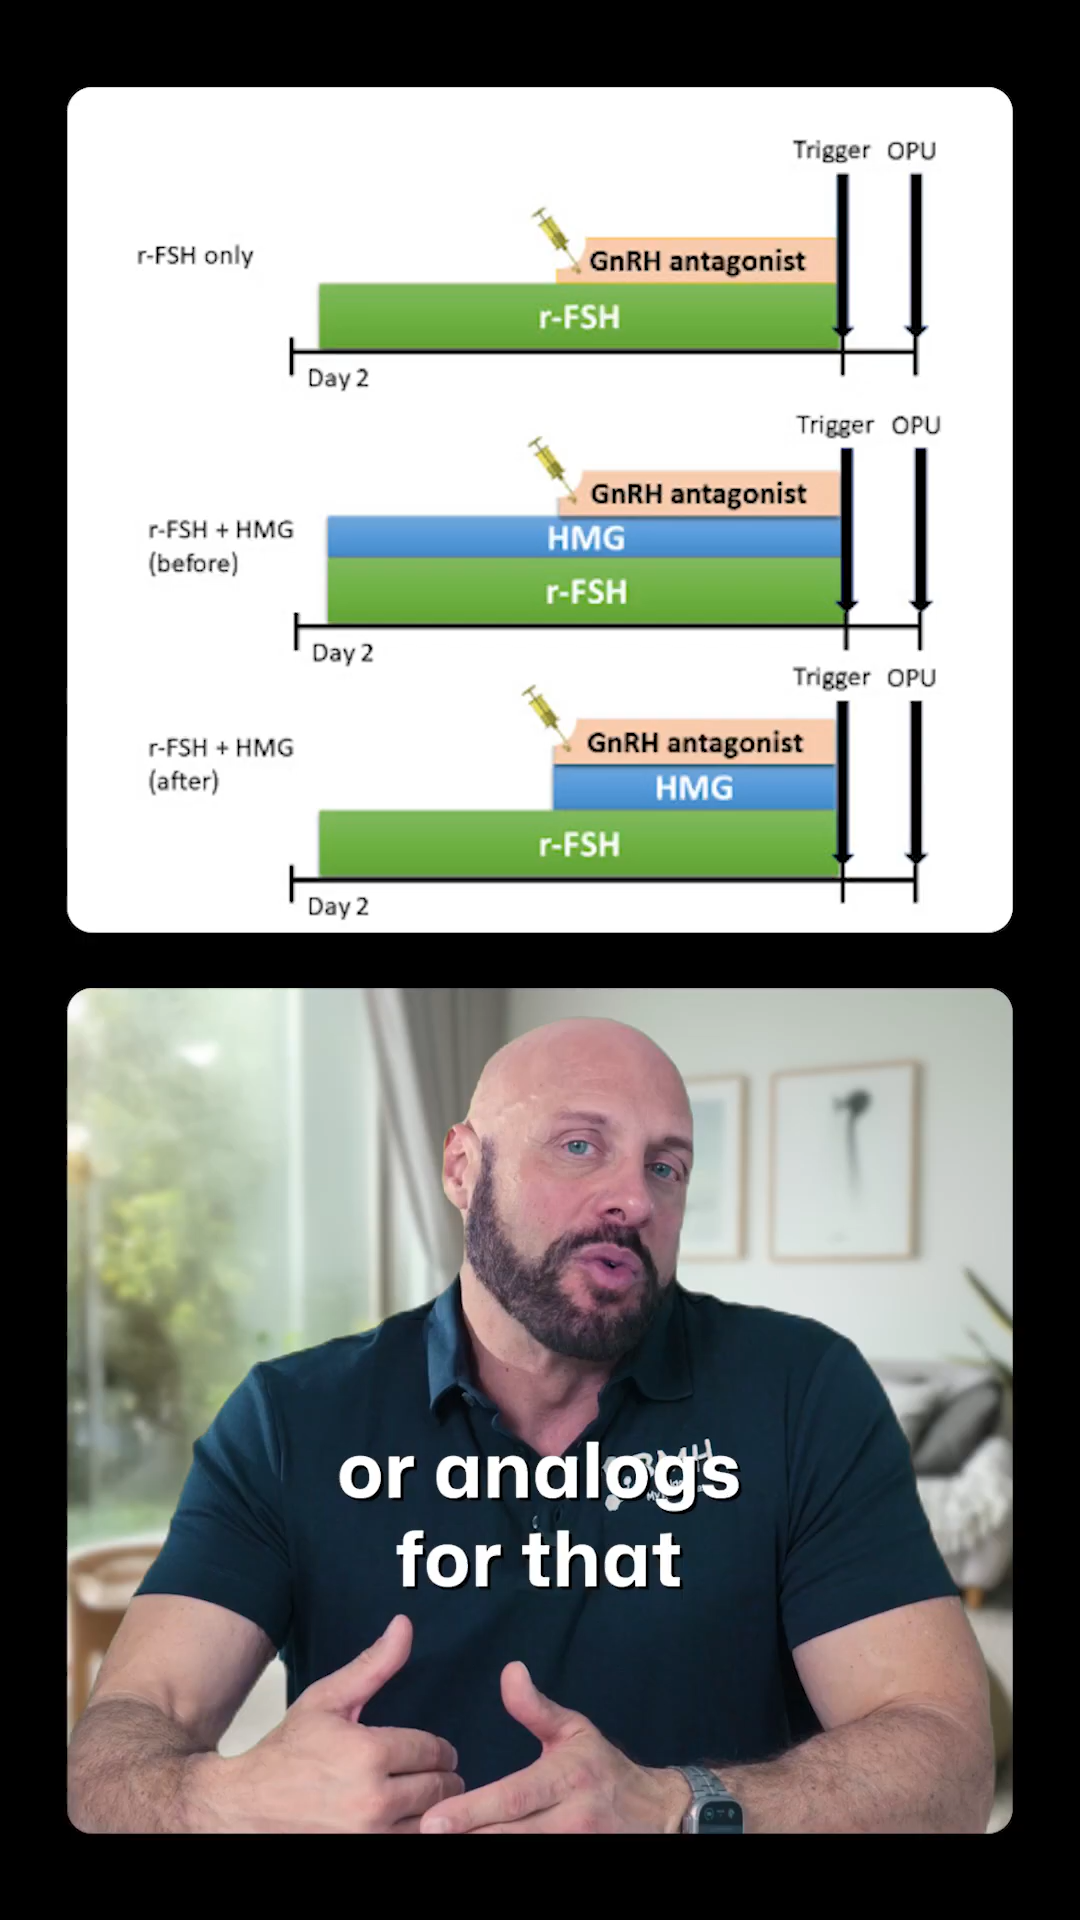 Trigger OPU
r-FSH only
GnRH antagonist
r-FSH
Day 2
Trigger OPU
GnRH antagonist
r-FSH + HMG
(before)
HMG
r-FSH
Day 2
Trigger OPU
GnRH antagonist
r-FSH + HMG
(after)
HMG
r-FSH
Day 2
or analogs
for that